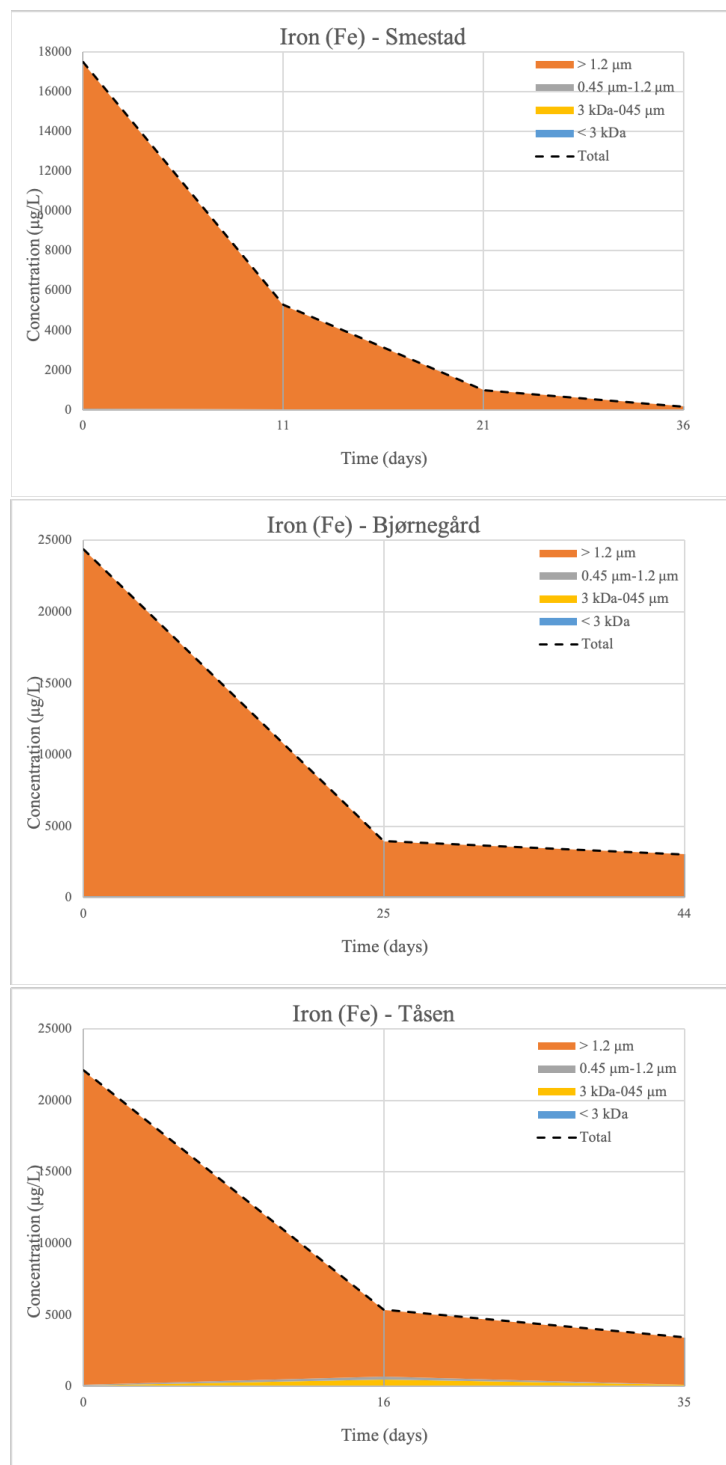 Iron (Fe) - Smestad
18000
16000
14000
12000
10000
8000
6000
4000
2000
0
Concentration (µg/L)
> 1.2 µm
0.45 µm-1.2 µm
3 kDa-045 µm
< 3 kDa
Total
0 11 21 36
Time (days)
Iron (Fe) - Bjørnegård
25000
20000
15000
10000
5000
0
Concentration (µg/L)
> 1.2 µm
0.45 µm-1.2 µm
3 kDa-045 µm
< 3 kDa
Total
0 25 44
Time (days)
Iron (Fe) - Tåsen
25000
20000
15000
10000
5000
0
Concentration (µg/L)
> 1.2 µm
0.45 µm-1.2 µm
3 kDa-045 µm
< 3 kDa
Total
0 16 35
Time (days)